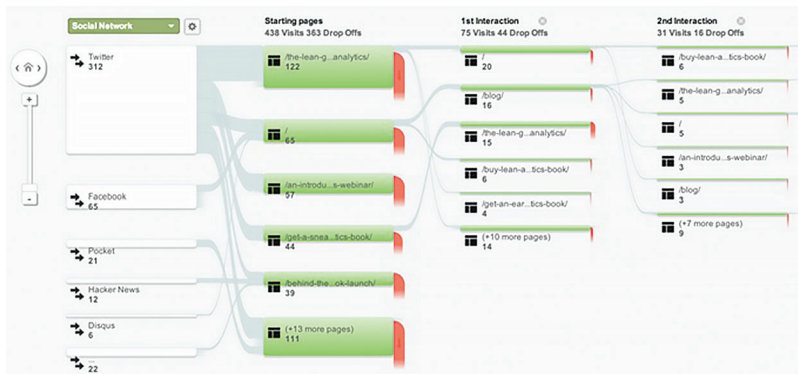 Social Network
Twitter
312
Facebook
65
Pocket
21
Hacker News
12
Disqus
6
...
22
Starting pages
438 Visits 363 Drop Offs
/the-lean-g...analytics/
122
/
65
/an-introdu...s-webinar/
57
/get-a-snea...tics-book/
44
/behind-the...ok-launch/
39
(+13 more pages)
111
1st Interaction
75 Visits 44 Drop Offs
/
20
/blog/
16
/the-lean-g...analytics/
15
/buy-lean-a...tics-book/
6
/get-an-ear...tics-book/
4
(+10 more pages)
14
2nd Interaction
31 Visits 16 Drop Offs
/buy-lean-a...tics-book/
6
/the-lean-g...analytics/
5
/
5
/an-introdu...s-webinar/
3
/blog/
3
(+7 more pages)
9